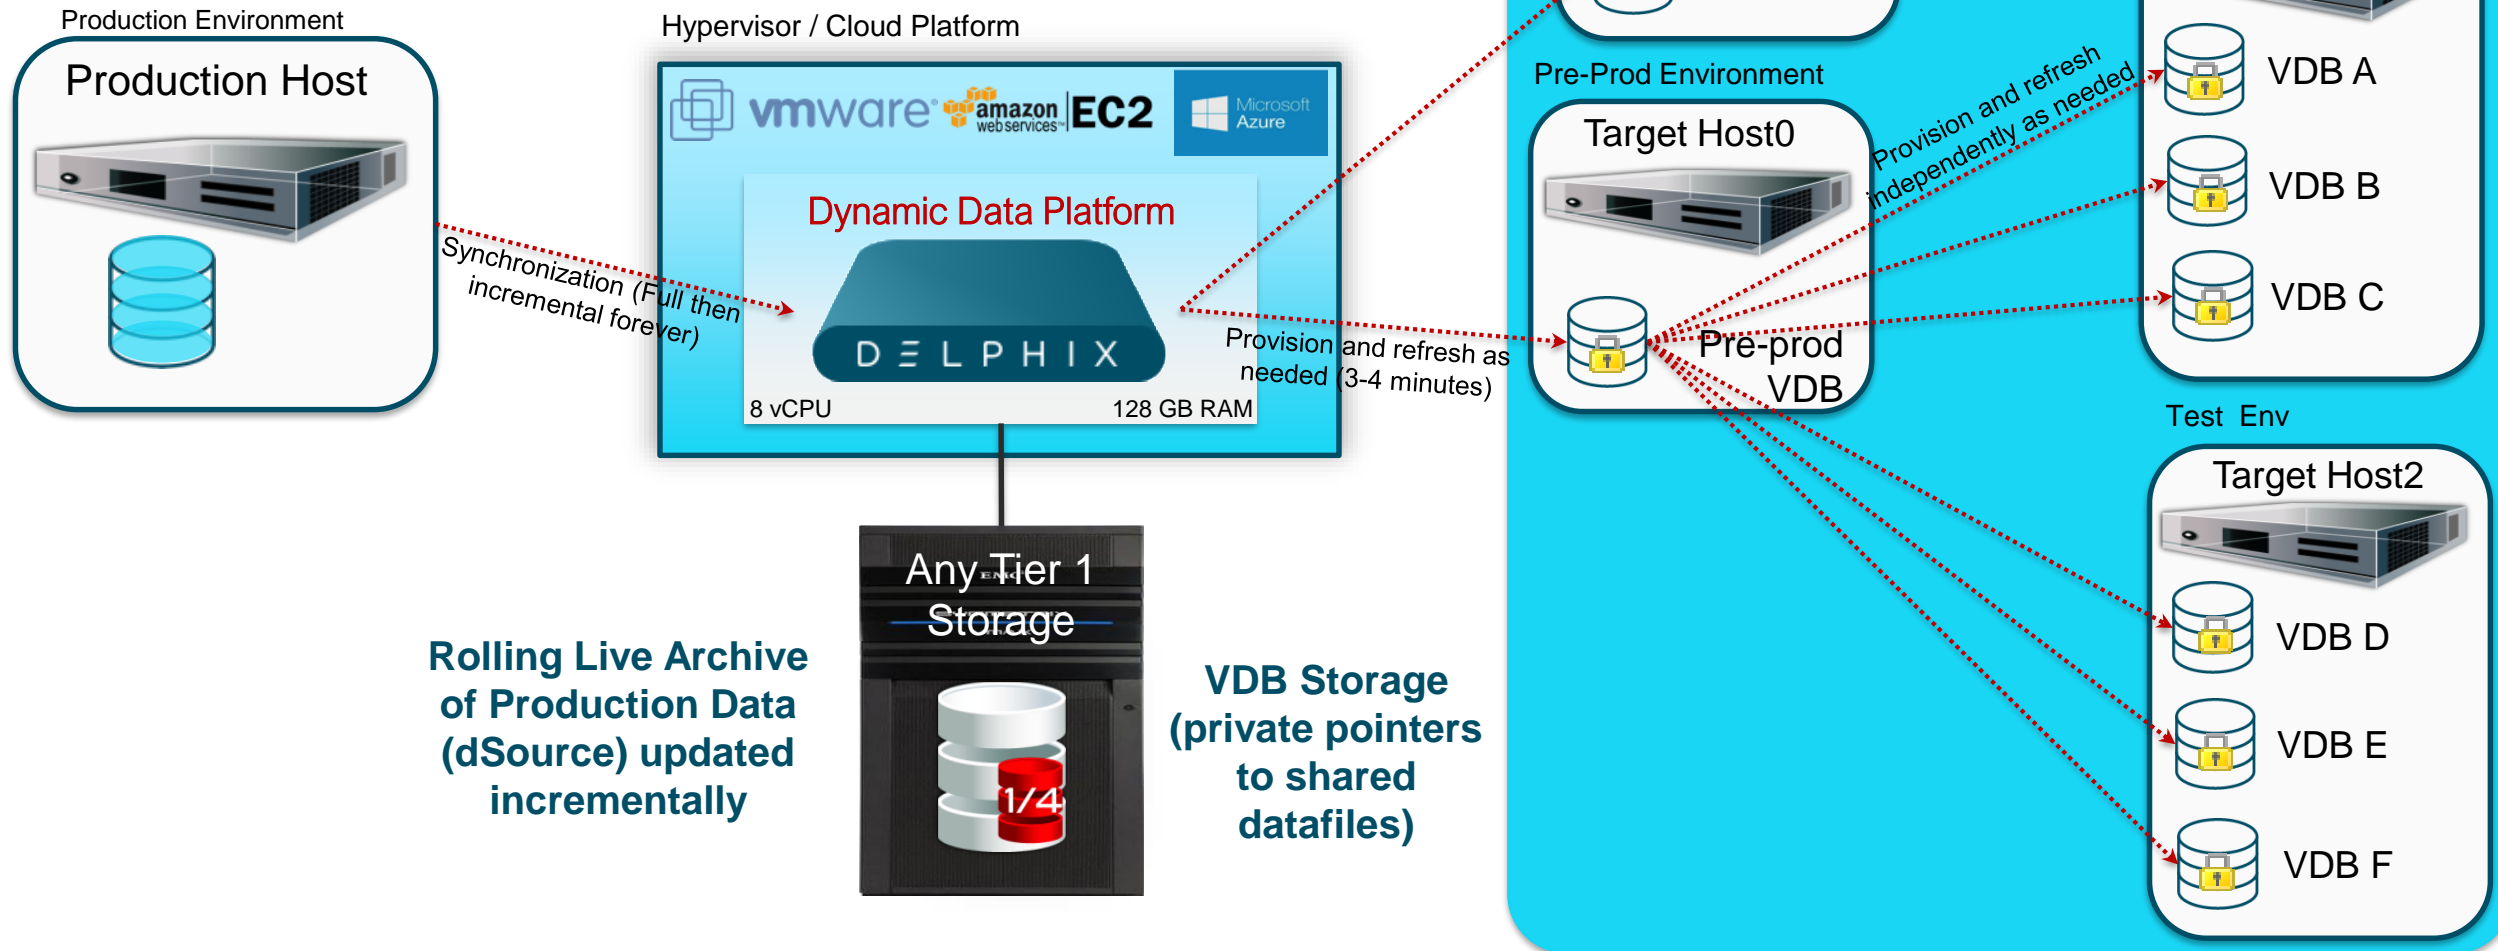 Production Environment
Production Host
Synchronization (Full then
incremental forever)
Hypervisor / Cloud Platform
vmware®
amazon
web services™
EC2
Microsoft
Azure
Dynamic Data Platform
DELPHIX
8 vCPU
128 GB RAM
Any Tier 1
Storage
EMC
1/4
Rolling Live Archive
of Production Data
(dSource) updated
incrementally
VDB Storage
(private pointers
to shared
datafiles)
Provision and refresh as
needed (3-4 minutes)
Pre-Prod Environment
Target Host0
Pre-prod
VDB
Provision and refresh
independently as needed
VDB A
VDB B
VDB C
Test Env
Target Host2
VDB D
VDB E
VDB F